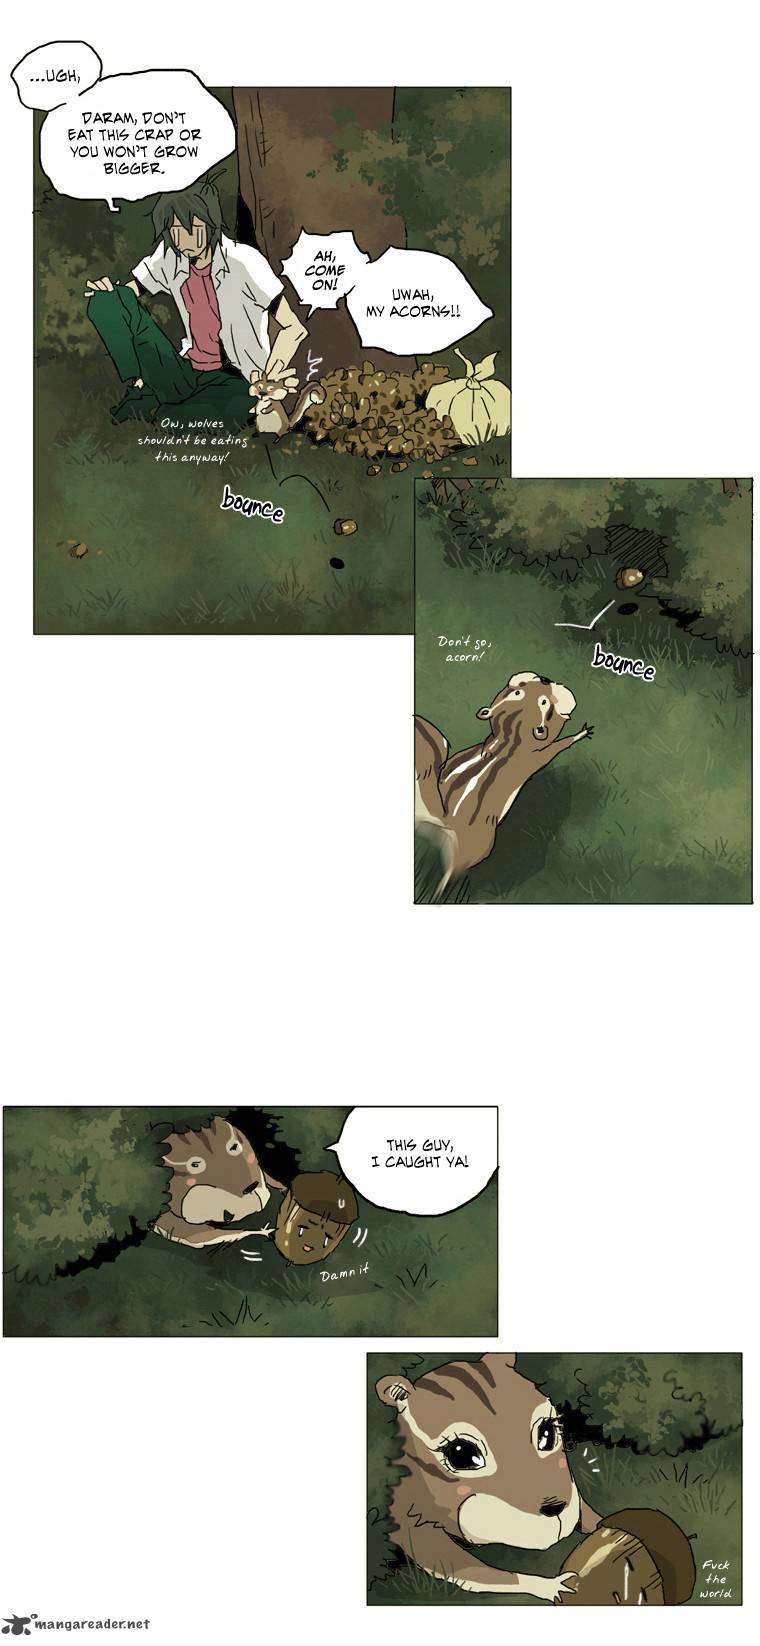 ...UGH,
DARAM, DON'T
EAT THIS CRAP OR
YOU WON'T GROW
BIGGER.
AH,
COME
ON!
UWAH,
MY ACORNS!!
Ow, wolves
shouldn't be eating
this anyway!
bounce
Don't go,
acorn!
bounce
THIS GUY,
I CAUGHT YA!
Damn it
Fuck
the
world
mangareader.net